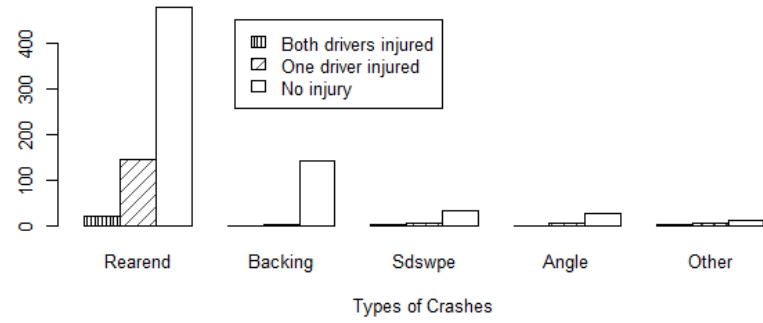 400
300
200
100
0
Both drivers injured
One driver injured
No injury
Rearend Backing Sdswpe Angle Other
Types of Crashes